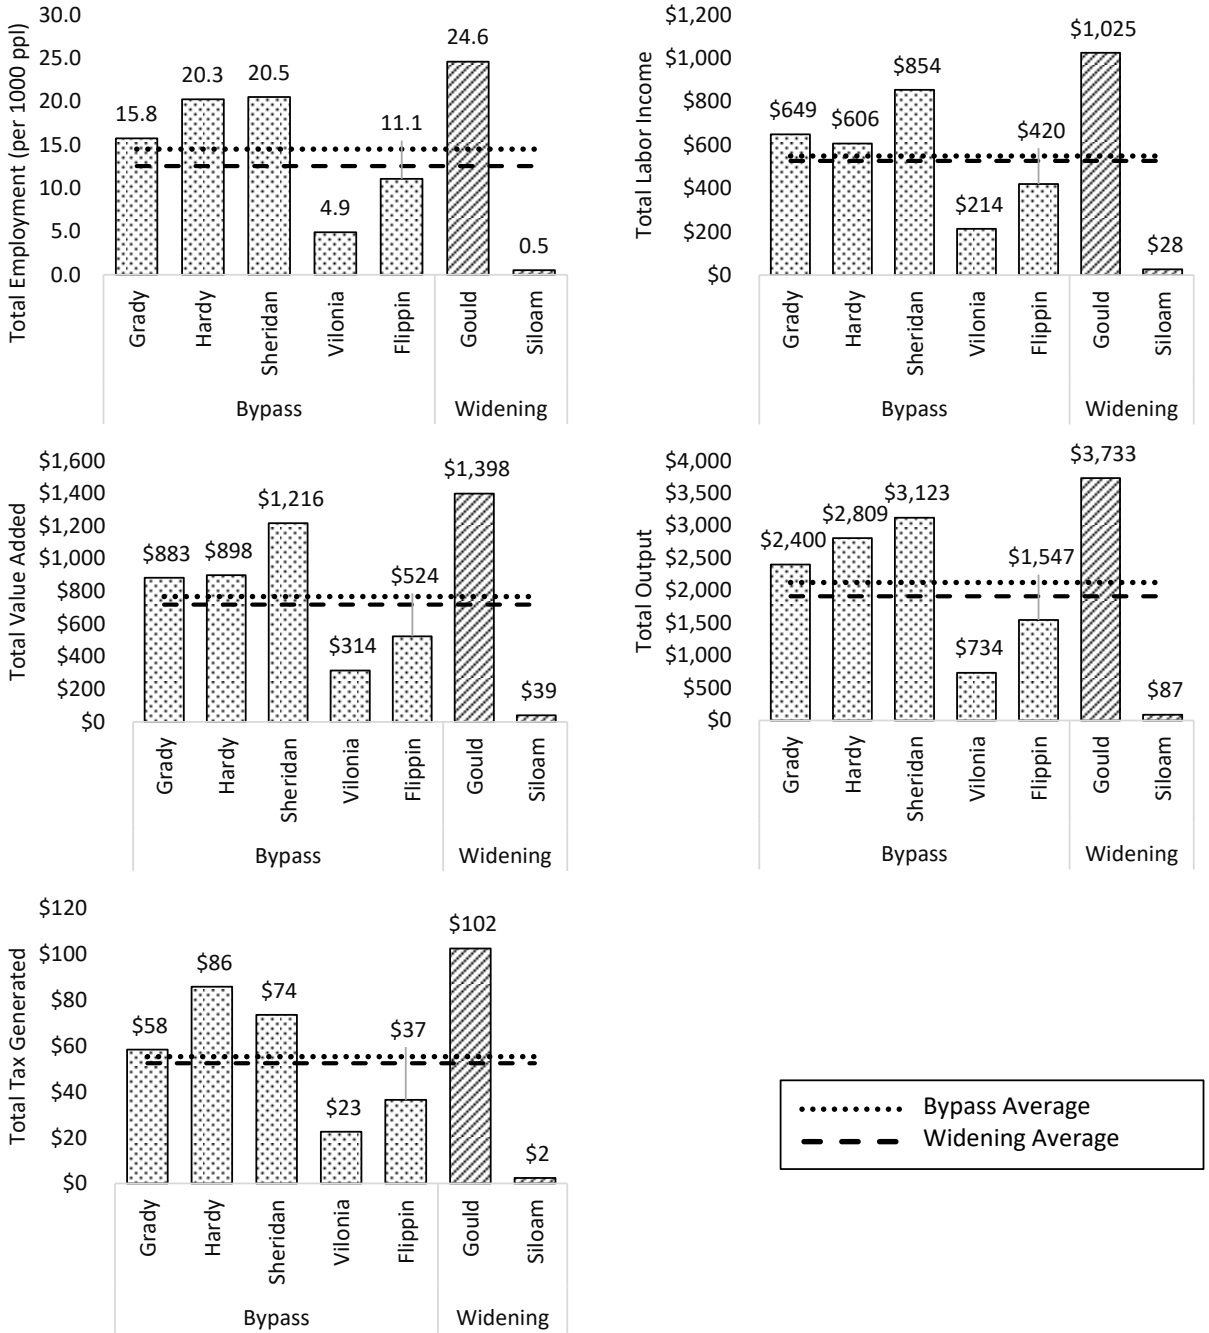 Total Employment (per 1000 ppl)
30.0
25.0
20.0
15.0
10.0
5.0
0.0
15.8
20.3
20.5
4.9
11.1
24.6
0.5
Grady
Hardy
Sheridan
Vilonia
Flippin
Gould
Siloam
Bypass
Widening
Total Labor Income
$1,200
$1,000
$800
$600
$400
$200
$0
$649
$606
$854
$214
$420
$1,025
$28
Grady
Hardy
Sheridan
Vilonia
Flippin
Gould
Siloam
Bypass
Widening
Total Value Added
$1,600
$1,400
$1,200
$1,000
$800
$600
$400
$200
$0
$883
$898
$1,216
$314
$524
$1,398
$39
Grady
Hardy
Sheridan
Vilonia
Flippin
Gould
Siloam
Bypass
Widening
Total Output
$4,000
$3,500
$3,000
$2,500
$2,000
$1,500
$1,000
$500
$0
$2,400
$2,809
$3,123
$734
$1,547
$3,733
$87
Grady
Hardy
Sheridan
Vilonia
Flippin
Gould
Siloam
Bypass
Widening
Total Tax Generated
$120
$100
$80
$60
$40
$20
$0
$58
$86
$74
$23
$37
$102
$2
Grady
Hardy
Sheridan
Vilonia
Flippin
Gould
Siloam
Bypass
Widening
Bypass Average
Widening Average